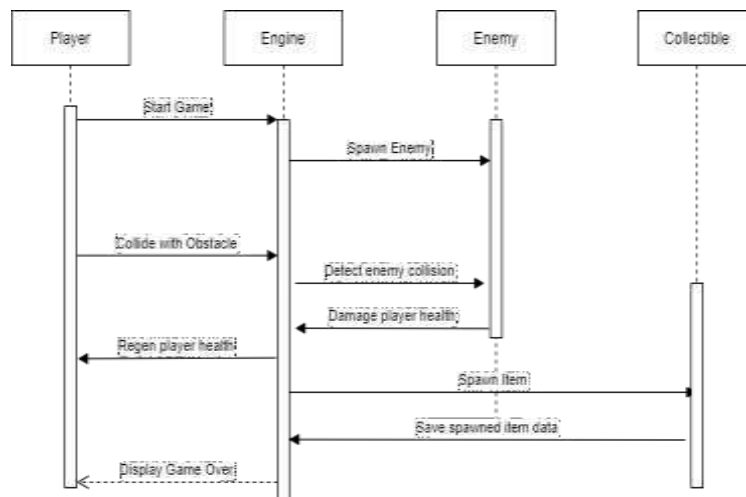 Player
Engine
Enemy
Collectible
Start Game
Spawn Enemy
Collide with Obstacle
Detect enemy collision
Damage player health
Regen player health
Spawn Item
Save spawned item data
Display Game Over